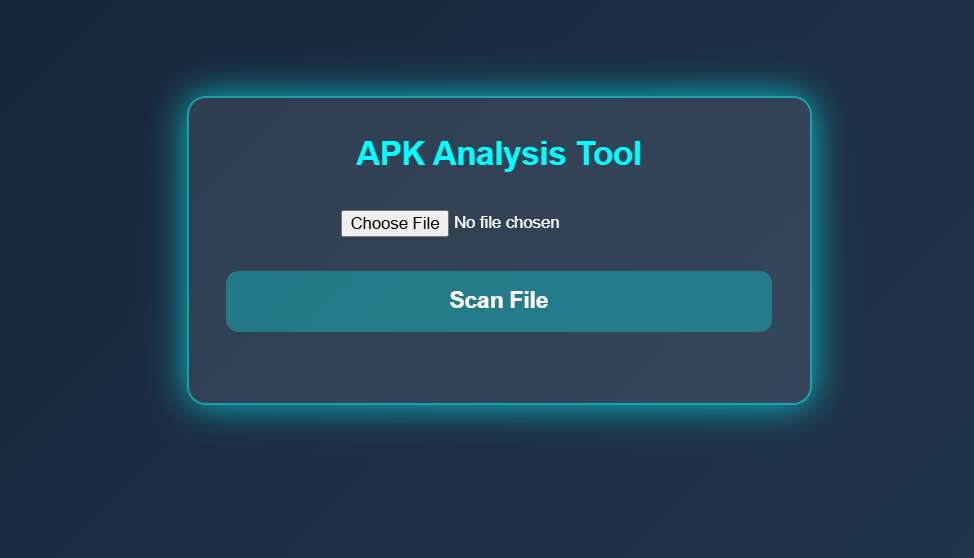 APK Analysis Tool
Choose File No file chosen
Scan File